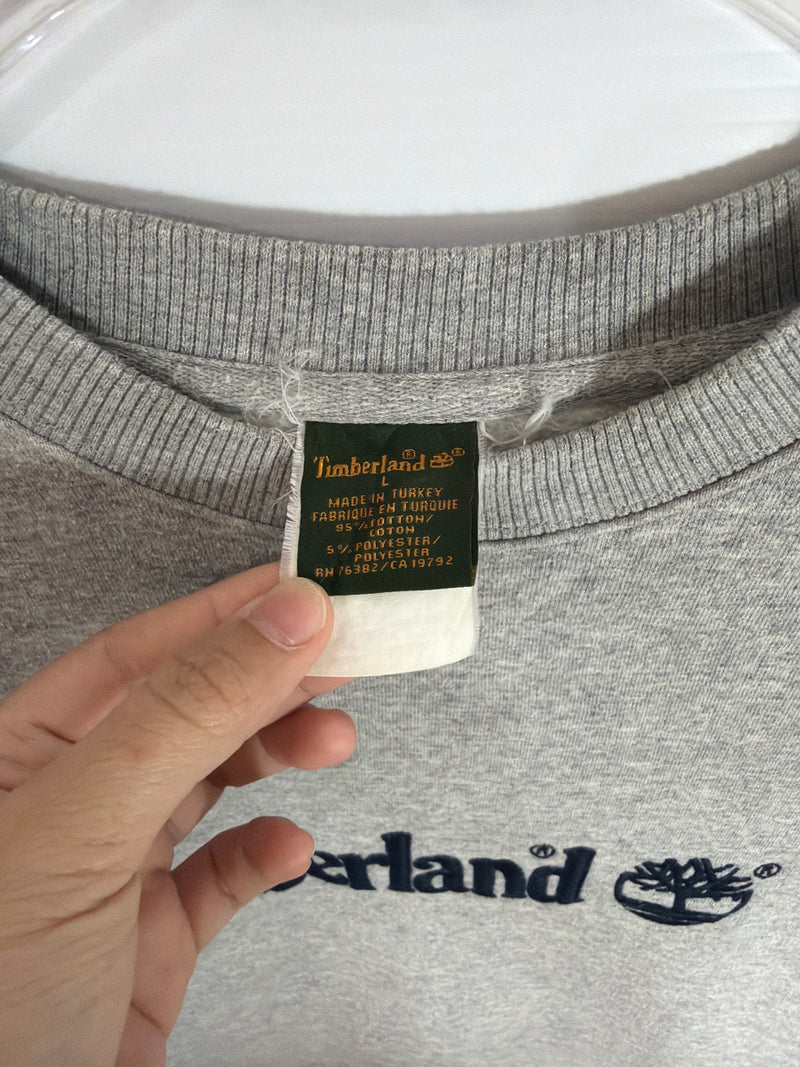 Timberland ®
®
L
MADE IN TURKEY
FABRIQUE EN TURQUIE
95% COTTON/
COTON
5% POLYESTER/
POLYESTER
RN 76382/CA 19792
erland® ®